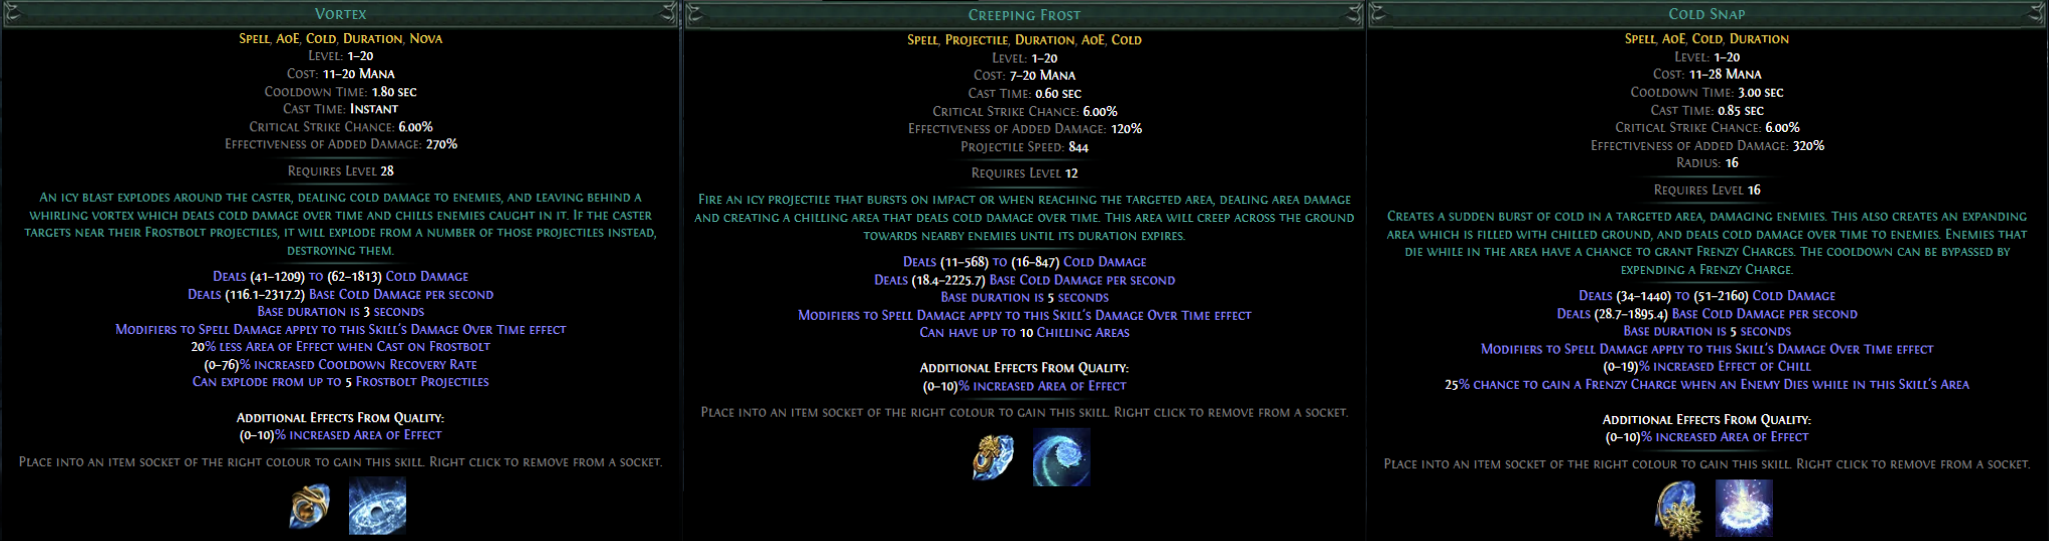 Vortex
Spell, AoE, Cold, Duration, Nova
Level: 1–20
Cost: 11–20 Mana
Cooldown Time: 1.80 sec
Cast Time: Instant
Critical Strike Chance: 6.00%
Effectiveness of Added Damage: 270%
Requires Level 28
An icy blast explodes around the caster, dealing cold damage to enemies, and leaving behind a
whirling vortex which deals cold damage over time and chills enemies caught in it. If the caster
targets near their Frostbolt projectiles, it will explode from a number of those projectiles instead,
destroying them.
Deals (41–1209) to (62–1813) Cold Damage
Deals (116.1–2317.2) Base Cold Damage per second
Base duration is 3 seconds
Modifiers to Spell Damage apply to this Skill's Damage Over Time effect
20% less Area of Effect when Cast on Frostbolt
(0–76)% increased Cooldown Recovery Rate
Can explode from up to 5 Frostbolt Projectiles
Additional Effects From Quality:
(0–10)% increased Area of Effect
Place into an item socket of the right colour to gain this skill. Right click to remove from a socket.
Creeping Frost
Spell, Projectile, Duration, AoE, Cold
Level: 1–20
Cost: 7–20 Mana
Cast Time: 0.60 sec
Critical Strike Chance: 6.00%
Effectiveness of Added Damage: 120%
Projectile Speed: 844
Requires Level 12
Fire an icy projectile that bursts on impact or when reaching the targeted area, dealing area damage
and creating a chilling area that deals cold damage over time. This area will creep across the ground
towards nearby enemies until its duration expires.
Deals (11–568) to (16–847) Cold Damage
Deals (18.4–2225.7) Base Cold Damage per second
Base duration is 5 seconds
Modifiers to Spell Damage apply to this Skill's Damage Over Time effect
Can have up to 10 Chilling Areas
Additional Effects From Quality:
(0–10)% increased Area of Effect
Place into an item socket of the right colour to gain this skill. Right click to remove from a socket.
Cold Snap
Spell, AoE, Cold, Duration
Level: 1–20
Cost: 11–28 Mana
Cooldown Time: 3.00 sec
Cast Time: 0.85 sec
Critical Strike Chance: 6.00%
Effectiveness of Added Damage: 320%
Radius: 16
Requires Level 16
Creates a sudden burst of cold in a targeted area, damaging enemies. This also creates an expanding
area which is filled with chilled ground, and deals cold damage over time to enemies. Enemies that
die while in the area have a chance to grant Frenzy Charges. The cooldown can be bypassed by
expending a Frenzy Charge.
Deals (34–1440) to (51–2160) Cold Damage
Deals (28.7–1895.4) Base Cold Damage per second
Base duration is 5 seconds
Modifiers to Spell Damage apply to this Skill's Damage Over Time effect
(0–19)% increased Effect of Chill
25% chance to gain a Frenzy Charge when an Enemy Dies while in this Skill's Area
Additional Effects From Quality:
(0–10)% increased Area of Effect
Place into an item socket of the right colour to gain this skill. Right click to remove from a socket.